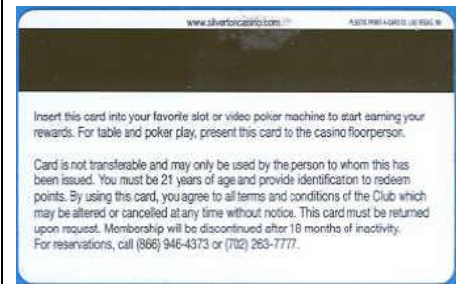 www.silvertoncasino.com
Insert this card into your favorite slot or video poker machine to start earning your
rewards. For table and poker play, present this card to the casino floorperson.
Card is not transferable and may only be used by the person to whom this has
been issued. You must be 21 years of age and provide identification to redeem
points. By using this card, you agree to all terms and conditions of the Club which
may be altered or cancelled at any time without notice. This card must be returned
upon request. Membership will be discontinued after 18 months of inactivity.
For reservations, call (866) 946-4373 or (702) 263-7777.